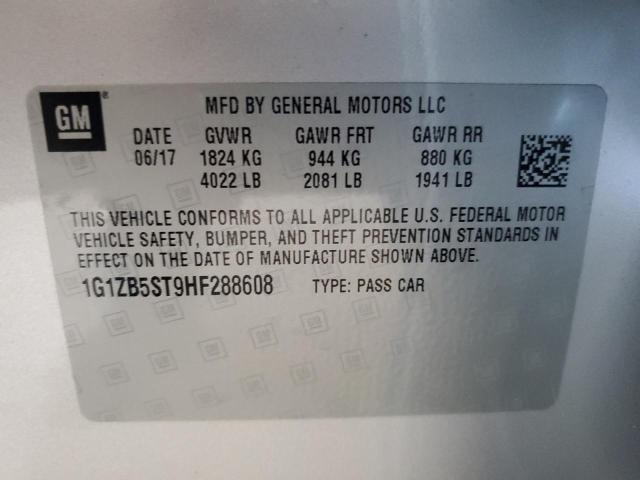 GM® MFD BY GENERAL MOTORS LLC
DATE GVWR GAWR FRT GAWR RR
06/17 1824 KG 944 KG 880 KG
4022 LB 2081 LB 1941 LB
THIS VEHICLE CONFORMS TO ALL APPLICABLE U.S. FEDERAL MOTOR
VEHICLE SAFETY, BUMPER, AND THEFT PREVENTION STANDARDS IN
EFFECT ON THE DATE OF MANUFACTURE SHOWN ABOVE.
1G1ZB5ST9HF288608 TYPE: PASS CAR